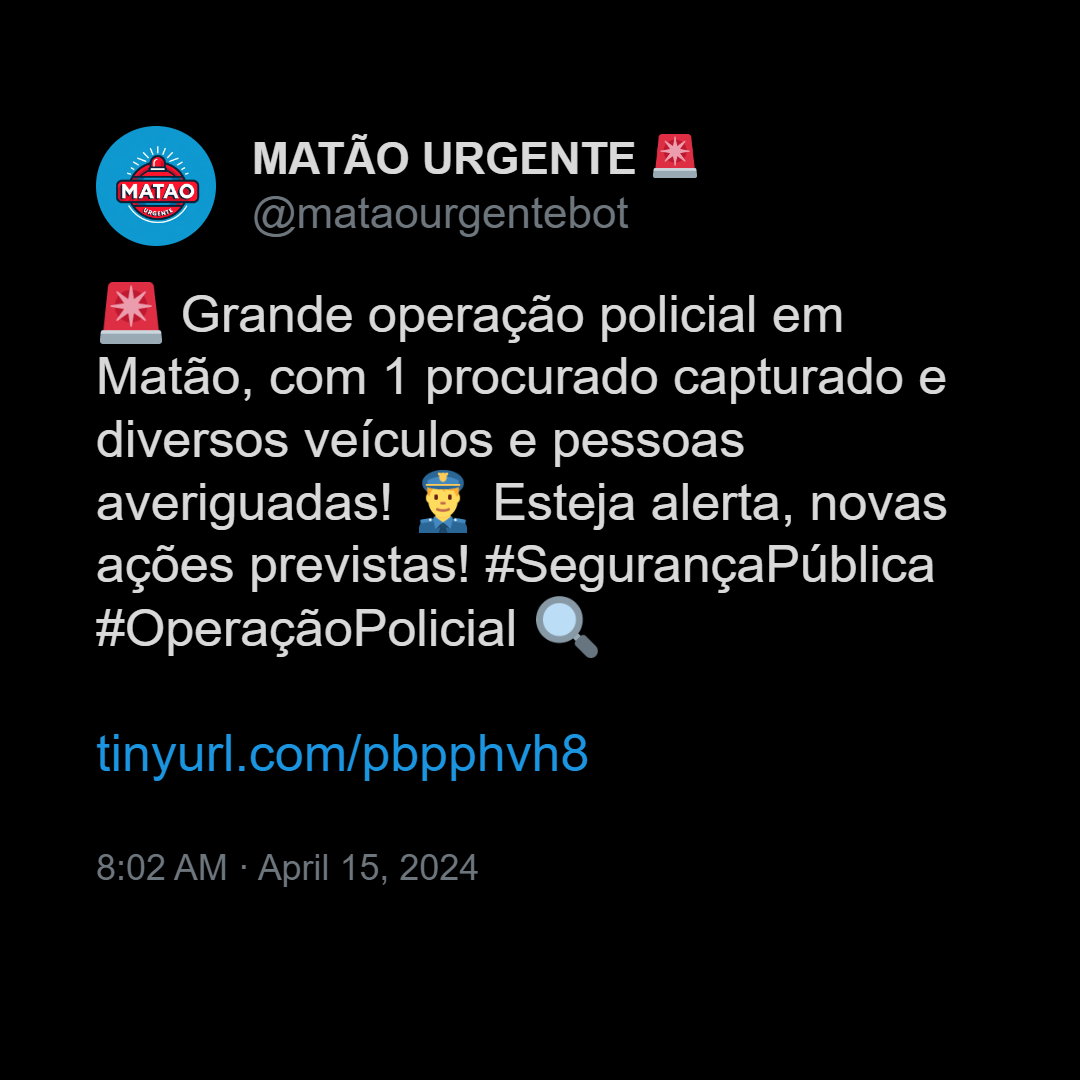 MATAO
URGENTE
MATÃO URGENTE 🚨
@mataourgentebot
🚨 Grande operação policial em
Matão, com 1 procurado capturado e
diversos veículos e pessoas
averiguadas! 👮‍♂️ Esteja alerta, novas
ações previstas! #SegurançaPública
#OperaçãoPolicial 🔍
tinyurl.com/pbpphvh8
8:02 AM · April 15, 2024